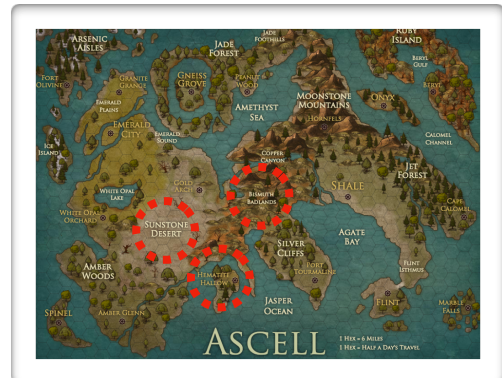 ARSENIC
AISLES
JADE
FOOTHILLS
JADE
FOREST
RUBY
ISLAND
BERYL
GULF
FORT
OLIVINE
GRANITE
GRANGE
GNEISS
GROVE
PEANUT
WOOD
EMERALD
PLAINS
AMETHYST
SEA
MOONSTONE
MOUNTAINS
HORNFELS
ONYX
BERYL
EMERALD
CITY
EMERALD
SOUND
CALOMEL
CHANNEL
ICE
ISLAND
COPPER
CANYON
JET
FOREST
WHITE OPAL
LAKE
GOLD
ARCH
BISMUTH
BADLANDS
SHALE
CAPE
CALOMEL
WHITE OPAL
ORCHARD
SUNSTONE
DESERT
AGATE
BAY
SILVER
CLIFFS
AMBER
WOODS
HEMATITE
HALLOW
PORT
TOURMALINE
FLINT
ISTHMUS
JASPER
OCEAN
FLINT
MARBLE
FALLS
SPINEL
AMBER GLENN
ASCELL
1 HEX = 6 MILES
1 HEX = HALF A DAY'S TRAVEL